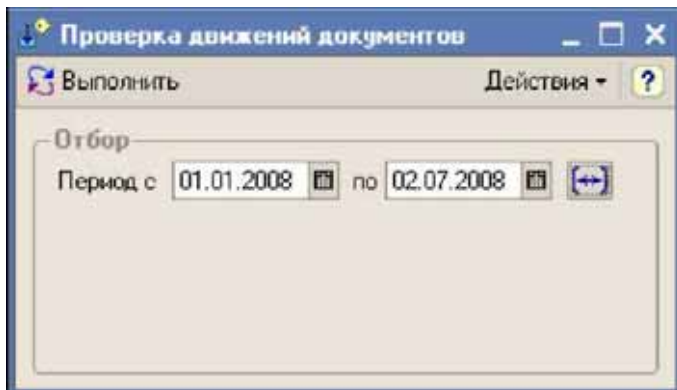 Проверка движений документов
Выполнить Действия ?
Отбор
Период с 01.01.2008 по 02.07.2008